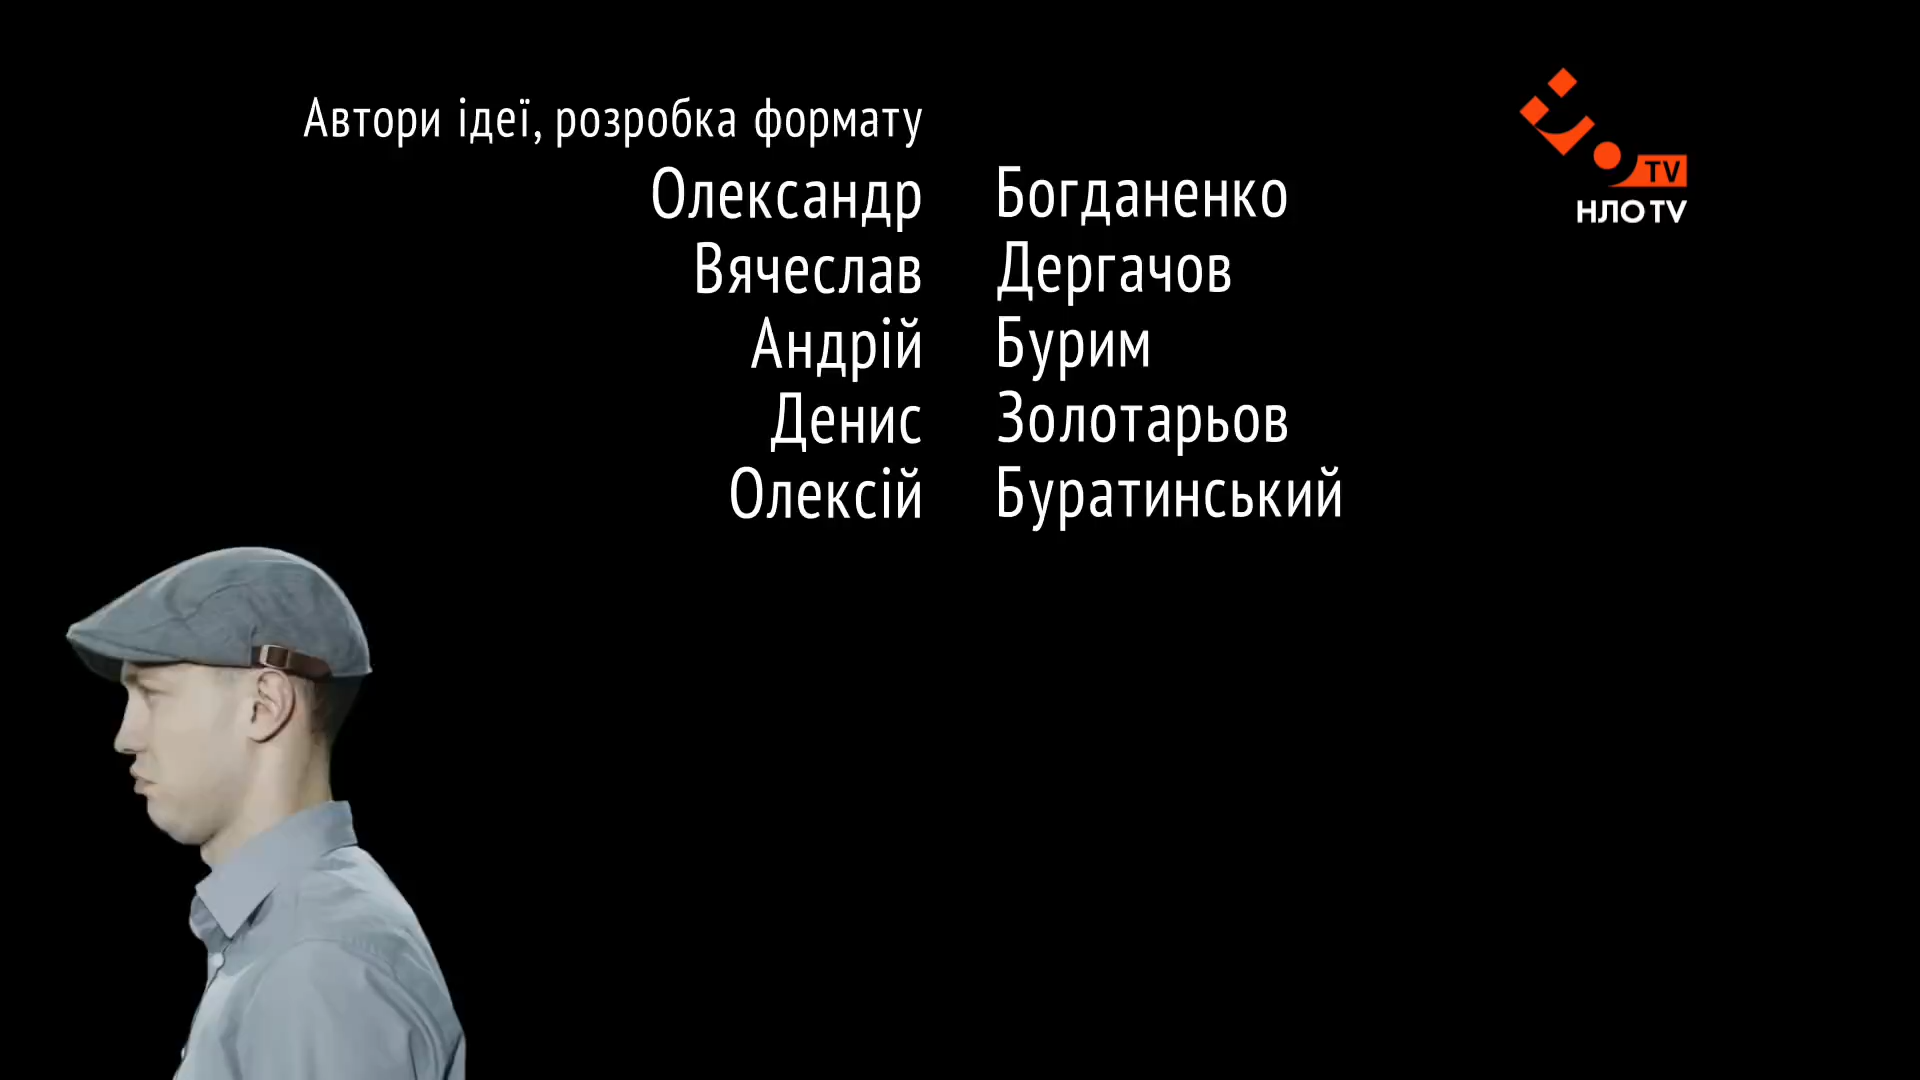 Автори ідеї, розробка формату
Олександр Богданенко
Вячеслав Дергачов
Андрій Бурим
Денис Золотарьов
Олексій Буратинський
TV
НЛО TV